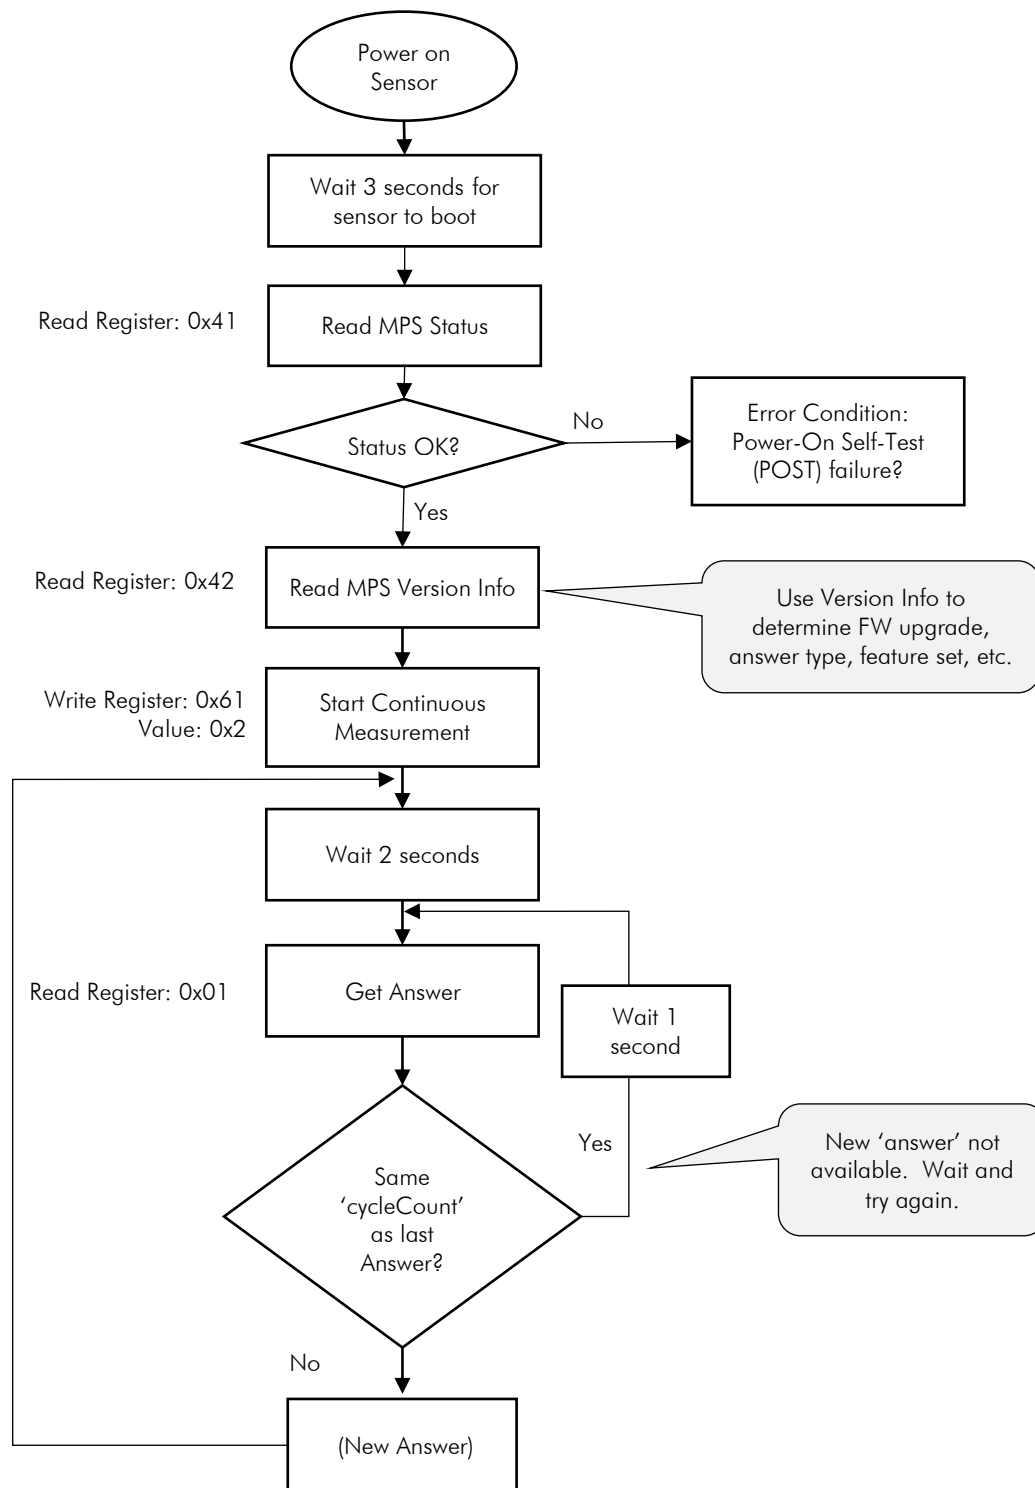 Power on
Sensor
Wait 3 seconds for
sensor to boot
Read Register: 0x41
Read MPS Status
Status OK?
No
Error Condition:
Power-On Self-Test
(POST) failure?
Yes
Read Register: 0x42
Read MPS Version Info
Use Version Info to
determine FW upgrade,
answer type, feature set, etc.
Write Register: 0x61
Value: 0x2
Start Continuous
Measurement
Wait 2 seconds
Read Register: 0x01
Get Answer
Wait 1
second
Yes
New ‘answer’ not
available.  Wait and
try again.
Same
‘cycleCount’
as last
Answer?
No
(New Answer)